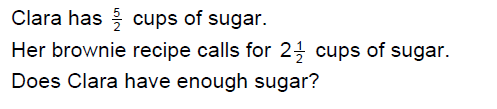 Clara has 5/2 cups of sugar.
Her brownie recipe calls for 2 1/2 cups of sugar.
Does Clara have enough sugar?